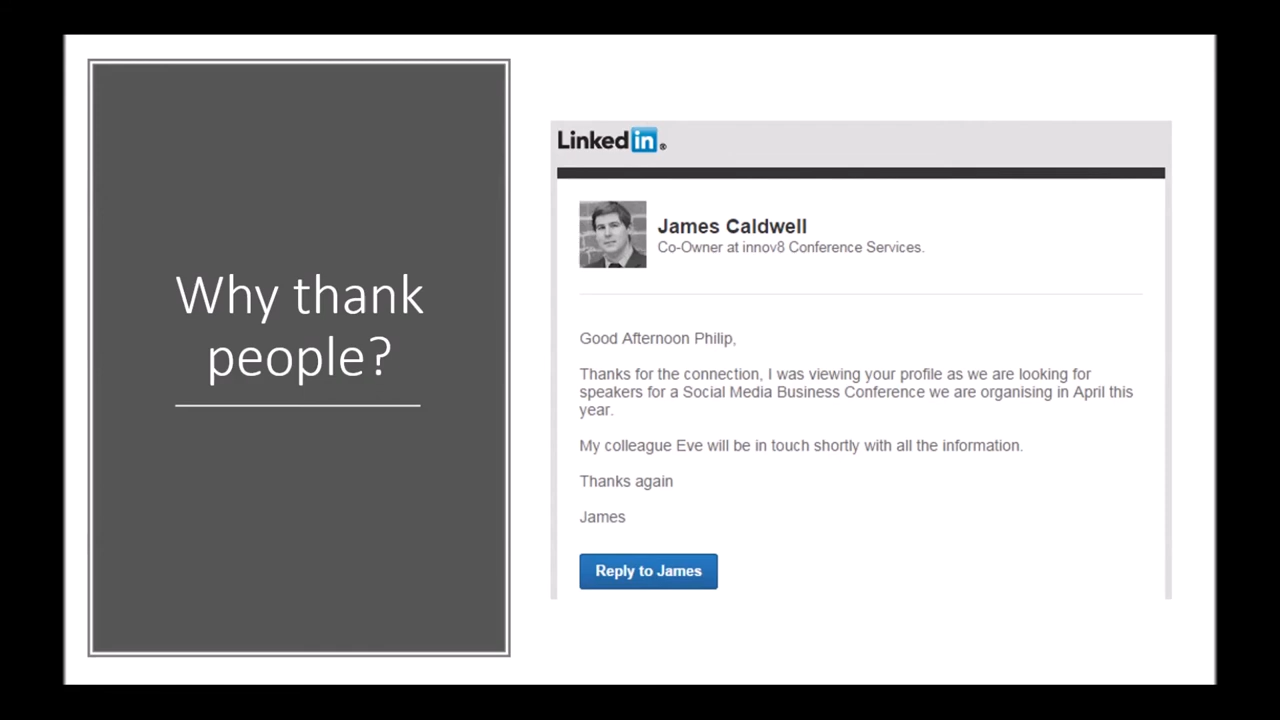 Why thank
people?
Linked in®
James Caldwell
Co-Owner at innov8 Conference Services.
Good Afternoon Philip,
Thanks for the connection, I was viewing your profile as we are looking for
speakers for a Social Media Business Conference we are organising in April this
year.
My colleague Eve will be in touch shortly with all the information.
Thanks again
James
Reply to James